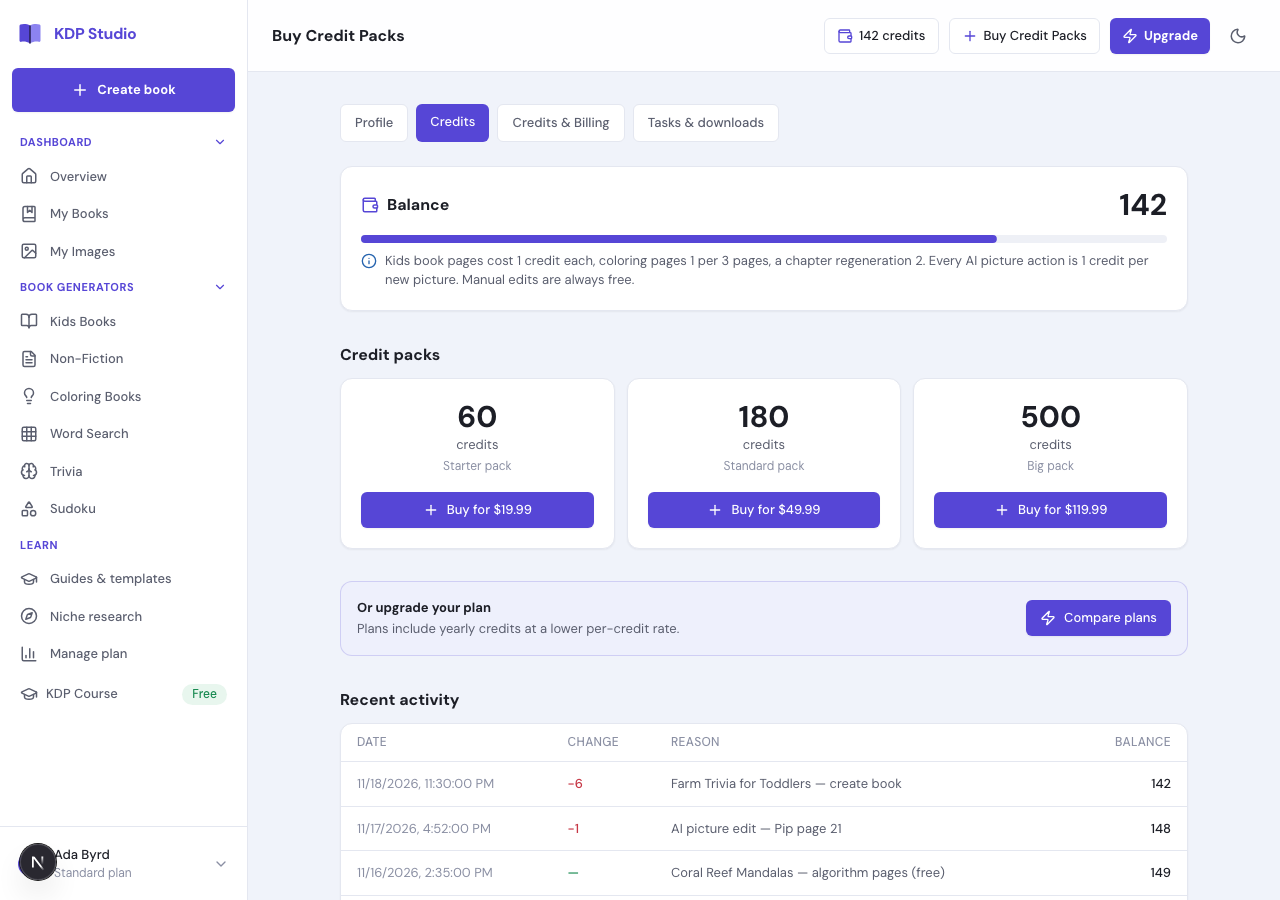 KDP Studio
Create book
DASHBOARD
Overview
My Books
My Images
BOOK GENERATORS
Kids Books
Non-Fiction
Coloring Books
Word Search
Trivia
Sudoku
LEARN
Guides & templates
Niche research
Manage plan
KDP Course Free
N Ada Byrd
Standard plan
Buy Credit Packs
142 credits
Buy Credit Packs
Upgrade
Profile
Credits
Credits & Billing
Tasks & downloads
Balance 142
Kids book pages cost 1 credit each, coloring pages 1 per 3 pages, a chapter regeneration 2. Every AI picture action is 1 credit per
new picture. Manual edits are always free.
Credit packs
60
credits
Starter pack
Buy for $19.99
180
credits
Standard pack
Buy for $49.99
500
credits
Big pack
Buy for $119.99
Or upgrade your plan
Plans include yearly credits at a lower per-credit rate.
Compare plans
Recent activity
DATE CHANGE REASON BALANCE
11/18/2026, 11:30:00 PM -6 Farm Trivia for Toddlers — create book 142
11/17/2026, 4:52:00 PM -1 AI picture edit — Pip page 21 148
11/16/2026, 2:35:00 PM — Coral Reef Mandalas — algorithm pages (free) 149